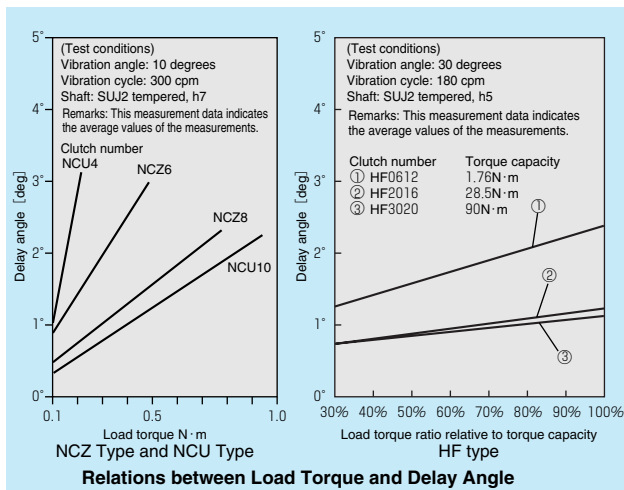 5°
4°
3°
2°
1°
0°
Delay angle [deg]
(Test conditions)
Vibration angle: 10 degrees
Vibration cycle: 300 cpm
Shaft: SUJ2 tempered, h7
Remarks: This measurement data indicates
the average values of the measurements.
Clutch number
NCU4
NCZ6
NCZ8
NCU10
0.1 0.5 1.0
Load torque N·m
NCZ Type and NCU Type
5°
4°
3°
2°
1°
0°
Delay angle [deg]
(Test conditions)
Vibration angle: 30 degrees
Vibration cycle: 180 cpm
Shaft: SUJ2 tempered, h5
Remarks: This measurement data indicates
the average values of the measurements.
Clutch number Torque capacity
① HF0612 1.76N·m
② HF2016 28.5N·m
③ HF3020 90N·m
①
②
③
30% 40% 50% 60% 70% 80% 90% 100%
Load torque ratio relative to torque capacity
HF type
Relations between Load Torque and Delay Angle